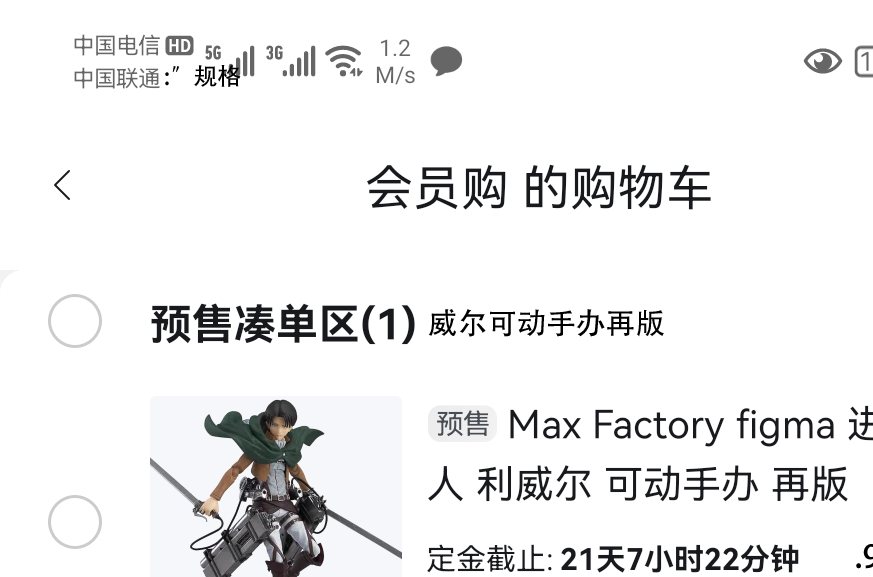 中国电信 HD 5G 3G 1.2
中国联通:” 规格 M/s
会员购 的购物车
预售凑单区(1) 威尔可动手办再版
预售 Max Factory figma 进
人 利威尔 可动手办 再版
定金截止: 21天7小时22分钟 .9